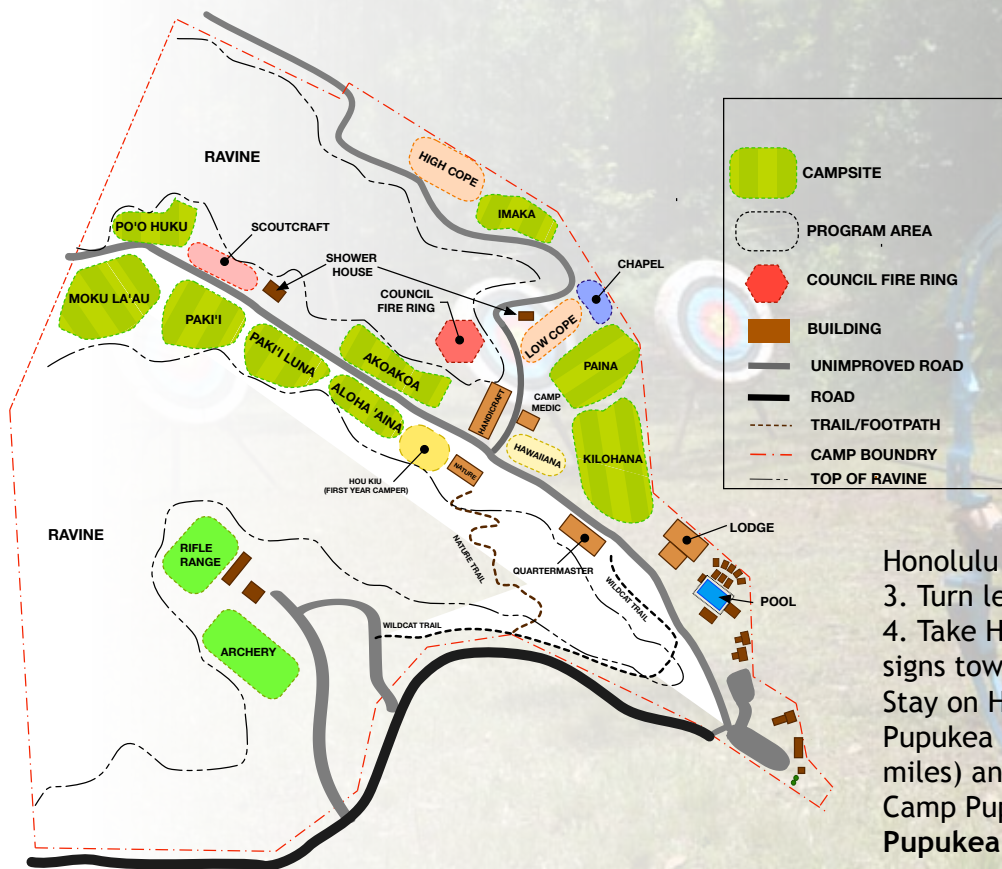 RAVINE
HIGH COPE
IMAKA
PO'O HUKU
SCOUTCRAFT
SHOWER
HOUSE
CHAPEL
MOKU LA'AU
PAKI'I
COUNCIL
FIRE RING
LOW COPE
PAKI'I LUNA
AKOAKOA
PAINA
ALOHA 'AINA
HANDICRAFT
CAMP
MEDIC
HAWAIIANA
KILOHANA
HOU KIU
(FIRST YEAR CAMPER)
NATURE
RAVINE
RIFLE
RANGE
NATURE TRAIL
QUARTERMASTER
LODGE
WILDCAT TRAIL
POOL
WILDCAT TRAIL
ARCHERY
CAMPSITE
PROGRAM AREA
COUNCIL FIRE RING
BUILDING
UNIMPROVED ROAD
ROAD
TRAIL/FOOTPATH
CAMP BOUNDRY
TOP OF RAVINE
Honolulu
3. Turn le
4. Take H
signs tow
Stay on H
Pupukea
miles) an
Camp Pup
Pupukea